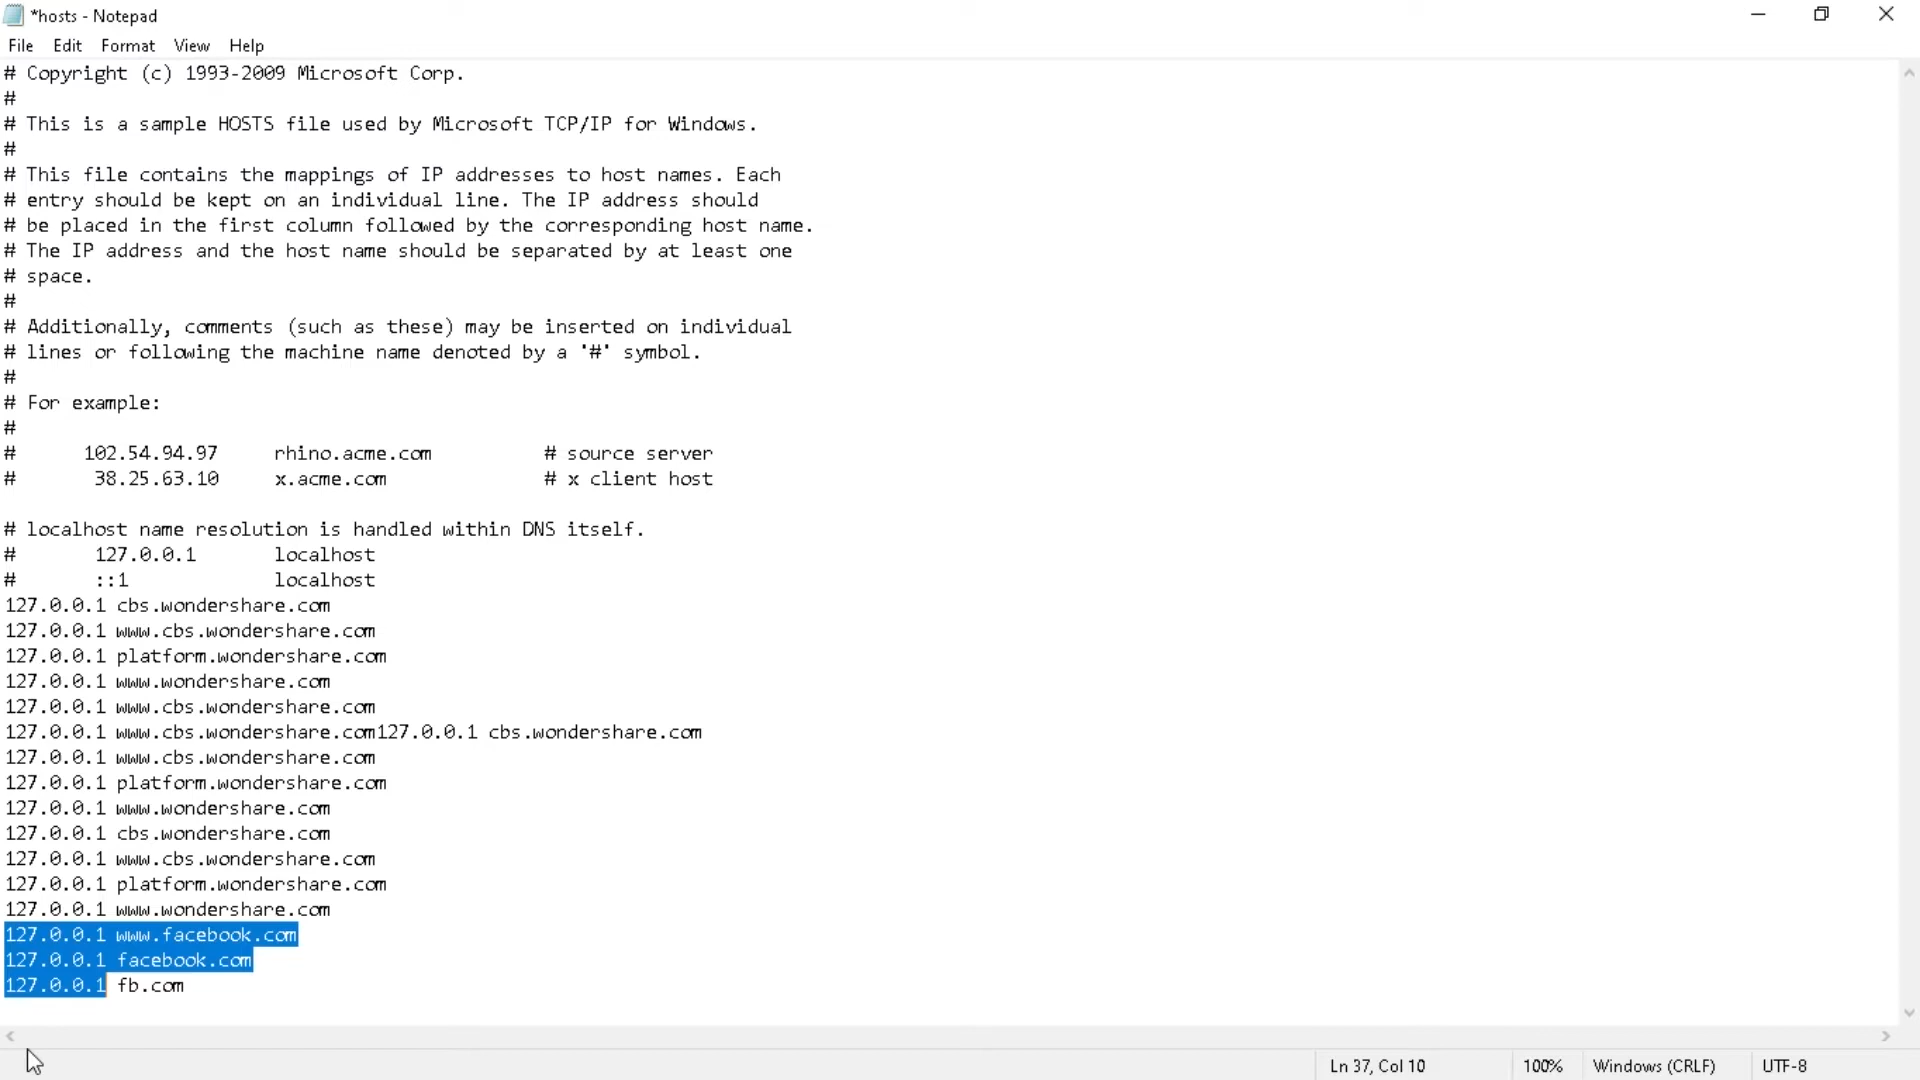 *hosts - Notepad
File Edit Format View Help
# Copyright (c) 1993-2009 Microsoft Corp.
#
# This is a sample HOSTS file used by Microsoft TCP/IP for Windows.
#
# This file contains the mappings of IP addresses to host names. Each
# entry should be kept on an individual line. The IP address should
# be placed in the first column followed by the corresponding host name.
# The IP address and the host name should be separated by at least one
# space.
#
# Additionally, comments (such as these) may be inserted on individual
# lines or following the machine name denoted by a '#' symbol.
#
# For example:
#
#      102.54.94.97     rhino.acme.com          # source server
#       38.25.63.10     x.acme.com              # x client host

# localhost name resolution is handled within DNS itself.
#       127.0.0.1       localhost
#       ::1             localhost
127.0.0.1 cbs.wondershare.com
127.0.0.1 www.cbs.wondershare.com
127.0.0.1 platform.wondershare.com
127.0.0.1 www.wondershare.com
127.0.0.1 www.cbs.wondershare.com
127.0.0.1 www.cbs.wondershare.com127.0.0.1 cbs.wondershare.com
127.0.0.1 www.cbs.wondershare.com
127.0.0.1 platform.wondershare.com
127.0.0.1 www.wondershare.com
127.0.0.1 cbs.wondershare.com
127.0.0.1 www.cbs.wondershare.com
127.0.0.1 platform.wondershare.com
127.0.0.1 www.wondershare.com
127.0.0.1 www.facebook.com
127.0.0.1 facebook.com
127.0.0.1 fb.com
Ln 37, Col 10 100% Windows (CRLF) UTF-8